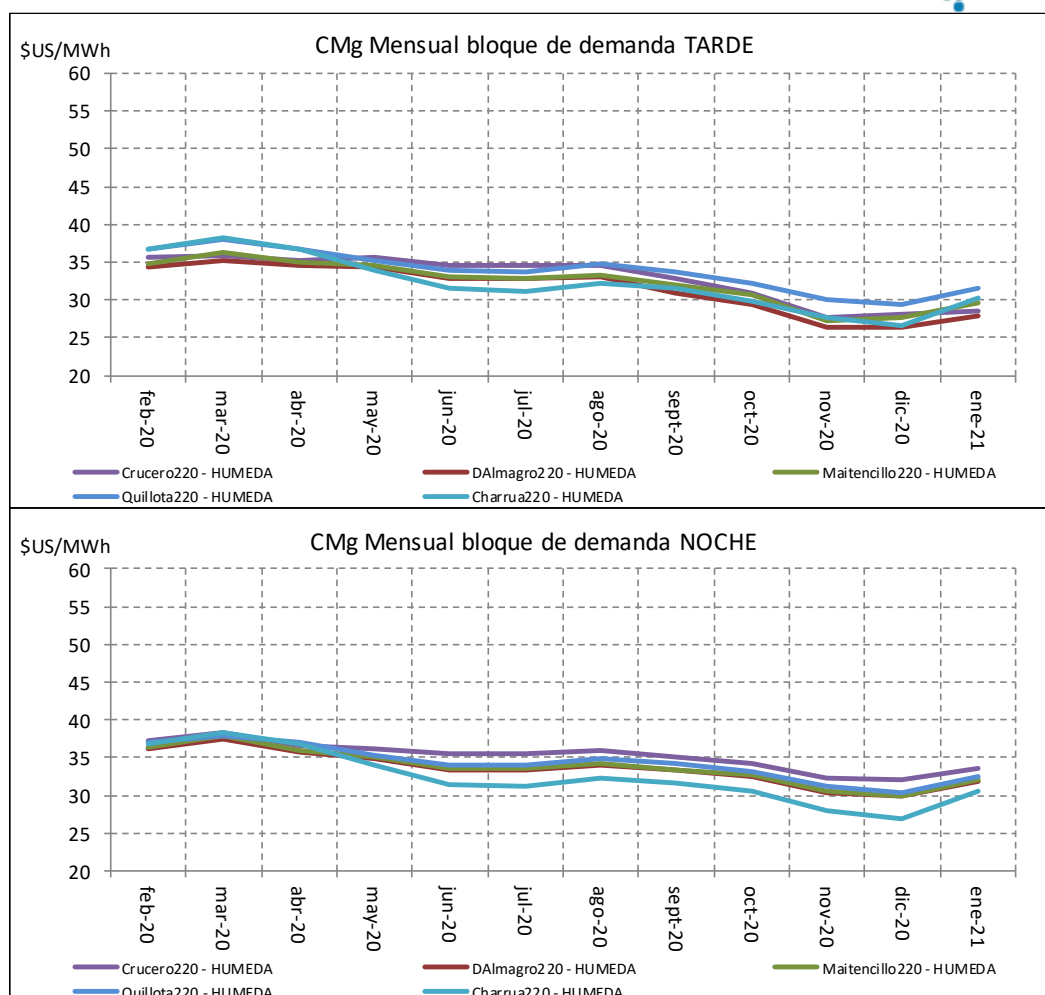 CMg Mensual bloque de demanda TARDE
$US/MWh
60
55
50
45
40
35
30
25
20
feb-20
mar-20
abr-20
may-20
jun-20
jul-20
ago-20
sept-20
oct-20
nov-20
dic-20
ene-21
Crucero220 - HUMEDA DAlmagro220 - HUMEDA Maitencillo220 - HUMEDA
Quillota220 - HUMEDA Charrua220 - HUMEDA
CMg Mensual bloque de demanda NOCHE
$US/MWh
60
55
50
45
40
35
30
25
20
feb-20
mar-20
abr-20
may-20
jun-20
jul-20
ago-20
sept-20
oct-20
nov-20
dic-20
ene-21
Crucero220 - HUMEDA DAlmagro220 - HUMEDA Maitencillo220 - HUMEDA
Quillota220 - HUMEDA Charrua220 - HUMEDA